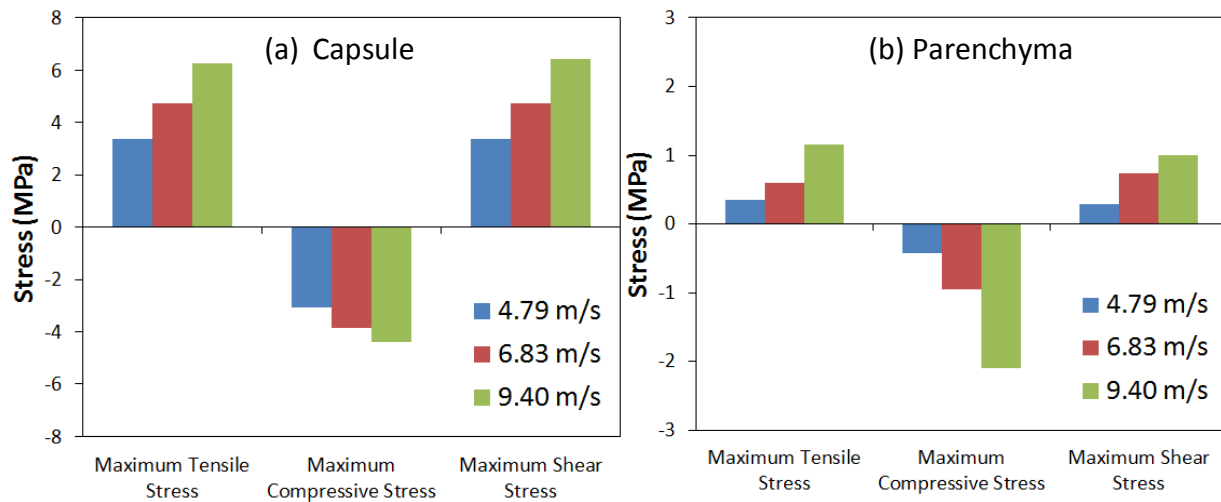 (a) Capsule
Stress (MPa)
8
6
4
2
0
-2
-4
-6
-8
4.79 m/s
6.83 m/s
9.40 m/s
Maximum Tensile
Stress
Maximum
Compressive Stress
Maximum Shear
Stress
(b) Parenchyma
Stress (MPa)
3
2
1
0
-1
-2
-3
4.79 m/s
6.83 m/s
9.40 m/s
Maximum Tensile
Stress
Maximum
Compressive Stress
Maximum Shear
Stress